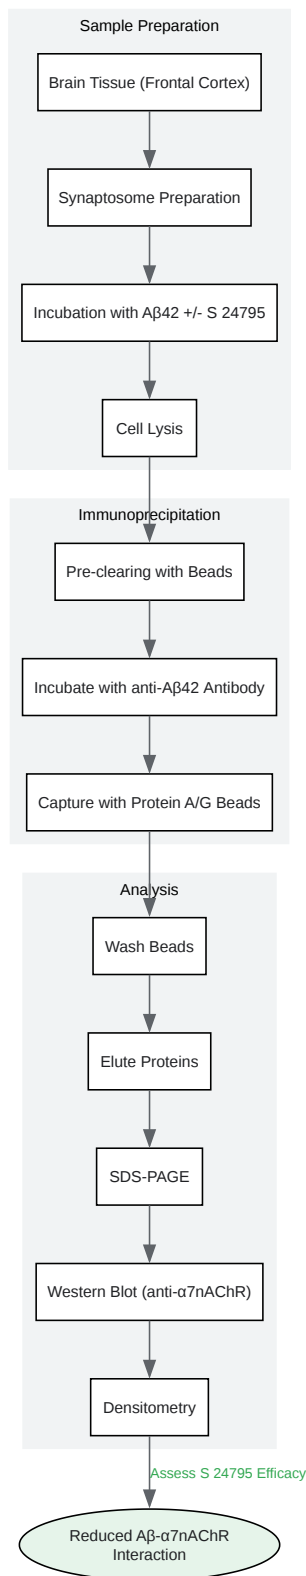 Sample Preparation
Brain Tissue (Frontal Cortex)
Synaptosome Preparation
Incubation with Aβ42 +/- S 24795
Cell Lysis
Immunoprecipitation
Pre-clearing with Beads
Incubate with anti-Aβ42 Antibody
Capture with Protein A/G Beads
Analysis
Wash Beads
Elute Proteins
SDS-PAGE
Western Blot (anti-α7nAChR)
Densitometry
Assess S 24795 Efficacy
Reduced Aβ-α7nAChR
Interaction